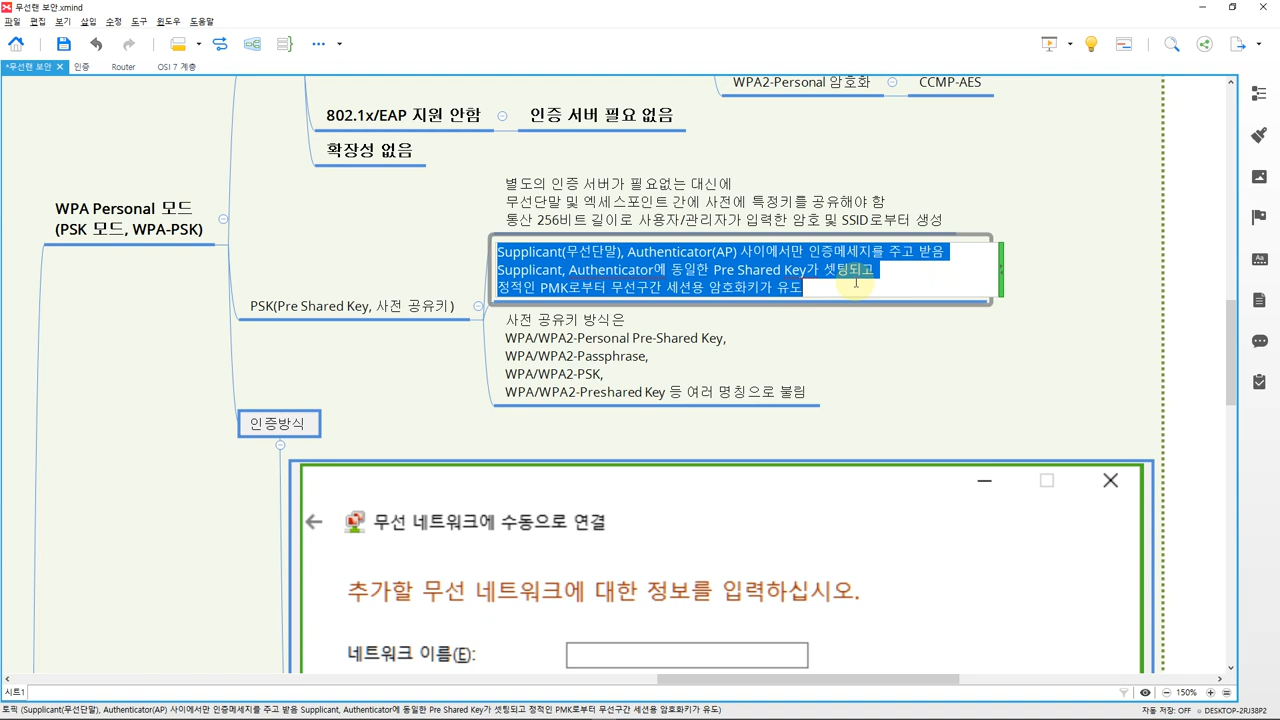 무선랜 보안.xmind
파일 편집 보기 삽입 수정 도구 윈도우 도움말
*무선랜 보안 인증 Router OSI 7 계층
WPA2-Personal 암호화 CCMP-AES
802.1x/EAP 지원 안함 인증 서버 필요 없음
확장성 없음
WPA Personal 모드
(PSK 모드, WPA-PSK)
별도의 인증 서버가 필요없는 대신에
무선단말 및 엑세스포인트 간에 사전에 특정키를 공유해야 함
통산 256비트 길이로 사용자/관리자가 입력한 암호 및 SSID로부터 생성
Supplicant(무선단말), Authenticator(AP) 사이에서만 인증메세지를 주고 받음
Supplicant, Authenticator에 동일한 Pre Shared Key가 셋팅되고
정적인 PMK로부터 무선구간 세션용 암호화키가 유도
PSK(Pre Shared Key, 사전 공유키)
사전 공유키 방식은
WPA/WPA2-Personal Pre-Shared Key,
WPA/WPA2-Passphrase,
WPA/WPA2-PSK,
WPA/WPA2-Preshared Key 등 여러 명칭으로 불림
인증방식
무선 네트워크에 수동으로 연결
추가할 무선 네트워크에 대한 정보를 입력하십시오.
네트워크 이름(E):
시트1
150%
토픽 (Supplicant(무선단말), Authenticator(AP) 사이에서만 인증메세지를 주고 받음 Supplicant, Authenticator에 동일한 Pre Shared Key가 셋팅되고 정적인 PMK로부터 무선구간 세션용 암호화키가 유도)
자동 저장: OFF DESKTOP-2RJ38P2